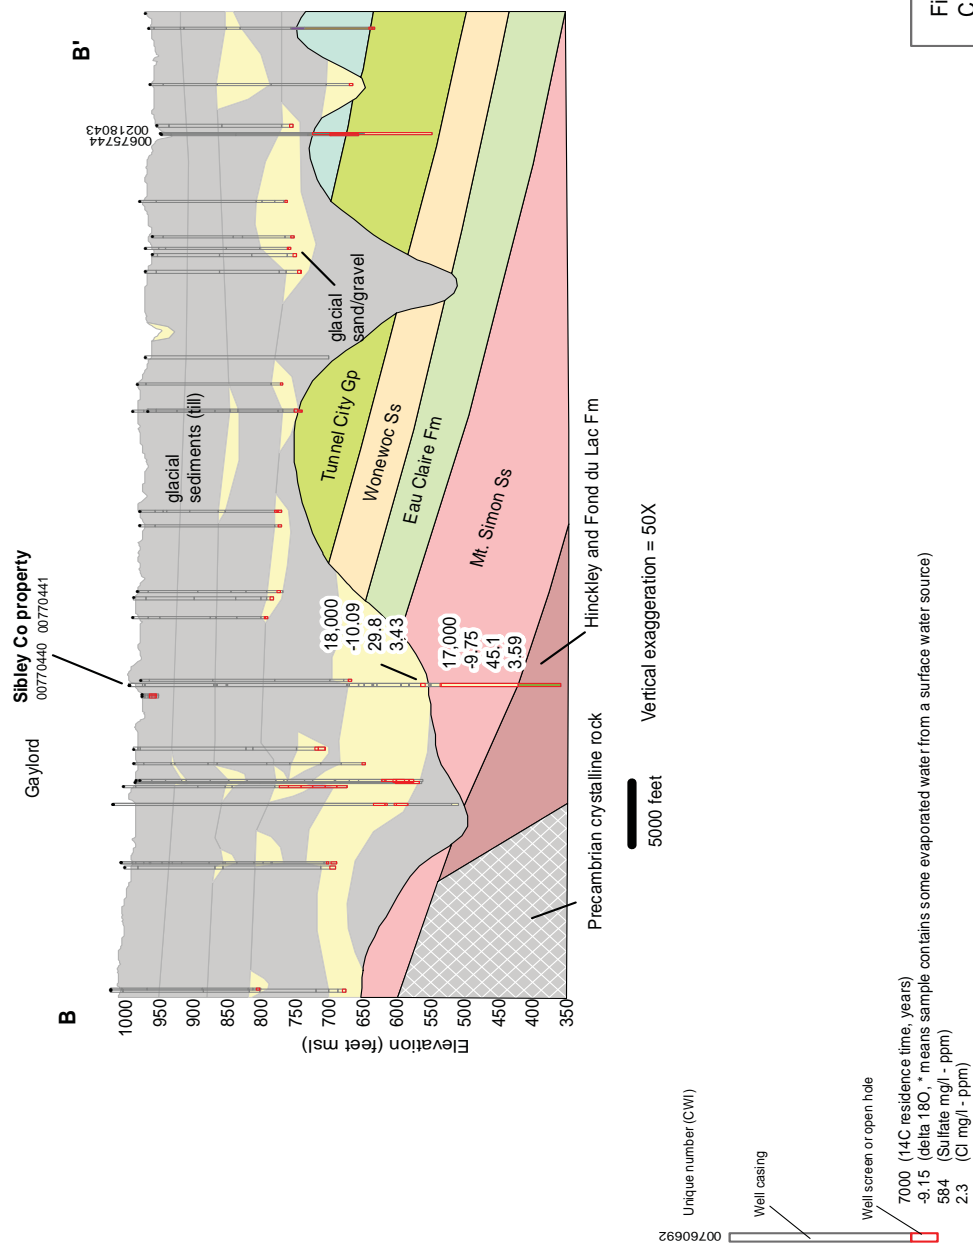 Fi
C
B'
00218043
00675744
glacial
sand/gravel
glacial
sediments (till)
Tunnel City Gp
Wonewoc Ss
Eau Claire Fm
Mt. Simon Ss
Hinckley and Fond du Lac Fm
Sibley Co property
00770440 00770441
18,000
-10.09
29.8
3.43
17,000
-9.75
45.1
3.59
Gaylord
Vertical exaggeration = 50X
5000 feet
Precambrian crystalline rock
B
1000
950
900
850
800
750
700
650
600
550
500
450
400
350
Elevation (feet msl)
Unique number (CWI)
00760692
Well casing
Well screen or open hole
7000 (14C residence time, years)
-9.15 (delta 18O, * means sample contains some evaporated water from a surface water source)
584 (Sulfate mg/l - ppm)
2.3 (Cl mg/l - ppm)